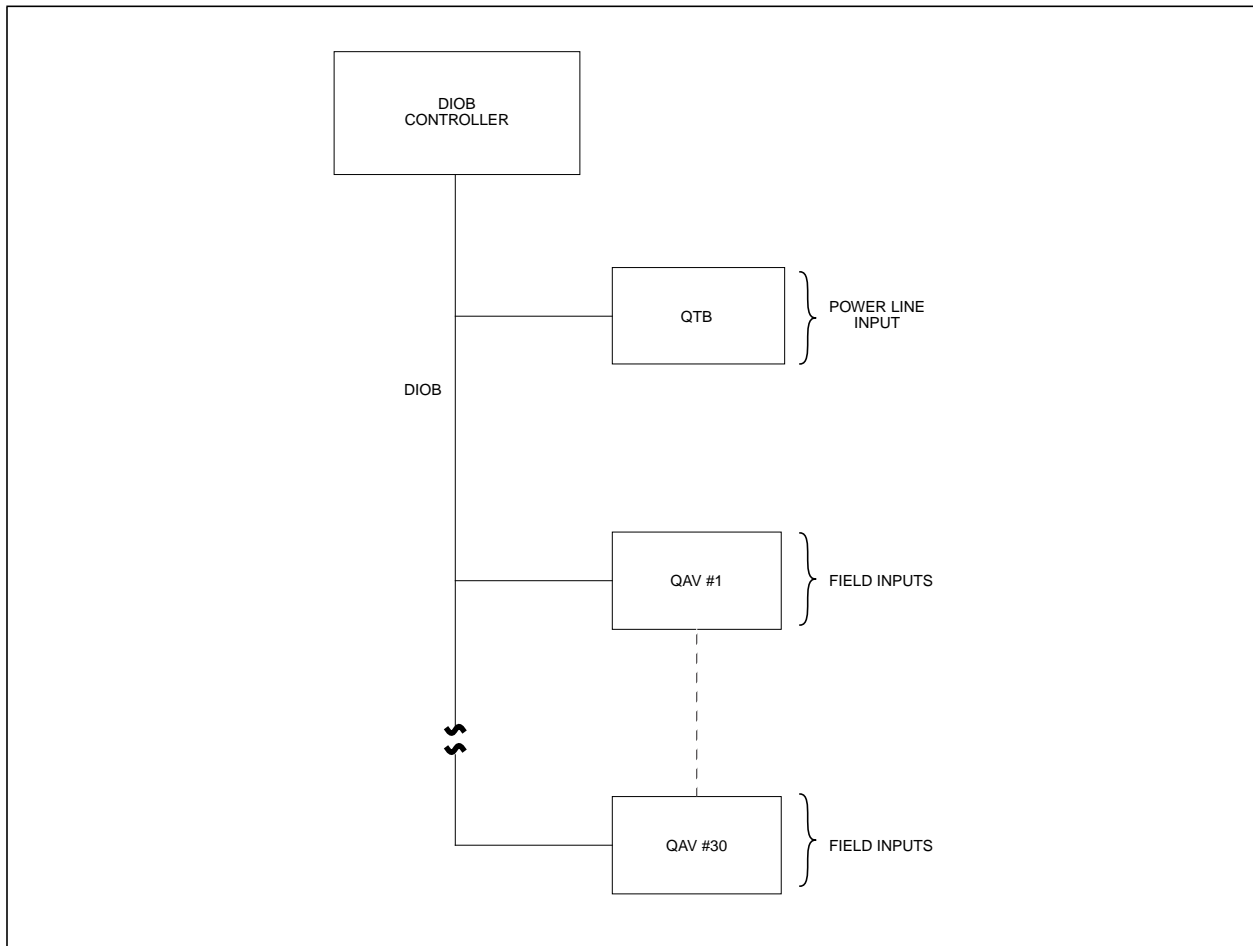 DIOB
CONTROLLER
QTB
POWER LINE
INPUT
DIOB
QAV #1
FIELD INPUTS
QAV #30
FIELD INPUTS